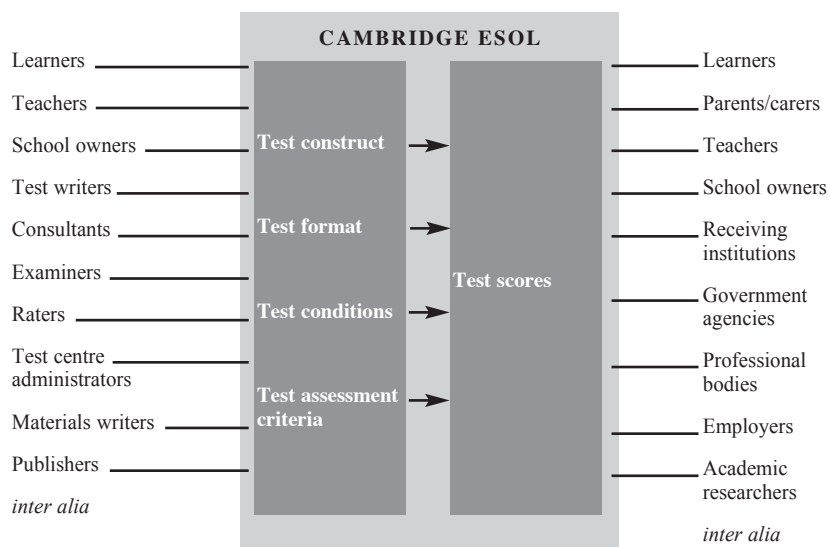 CAMBRIDGE ESOL
Learners
Teachers
School owners
Test writers
Consultants
Examiners
Raters
Test centre
administrators
Materials writers
Publishers
inter alia
Test construct
Test format
Test conditions
Test assessment
criteria
Test scores
Learners
Parents/carers
Teachers
School owners
Receiving
institutions
Government
agencies
Professional
bodies
Employers
Academic
researchers
inter alia